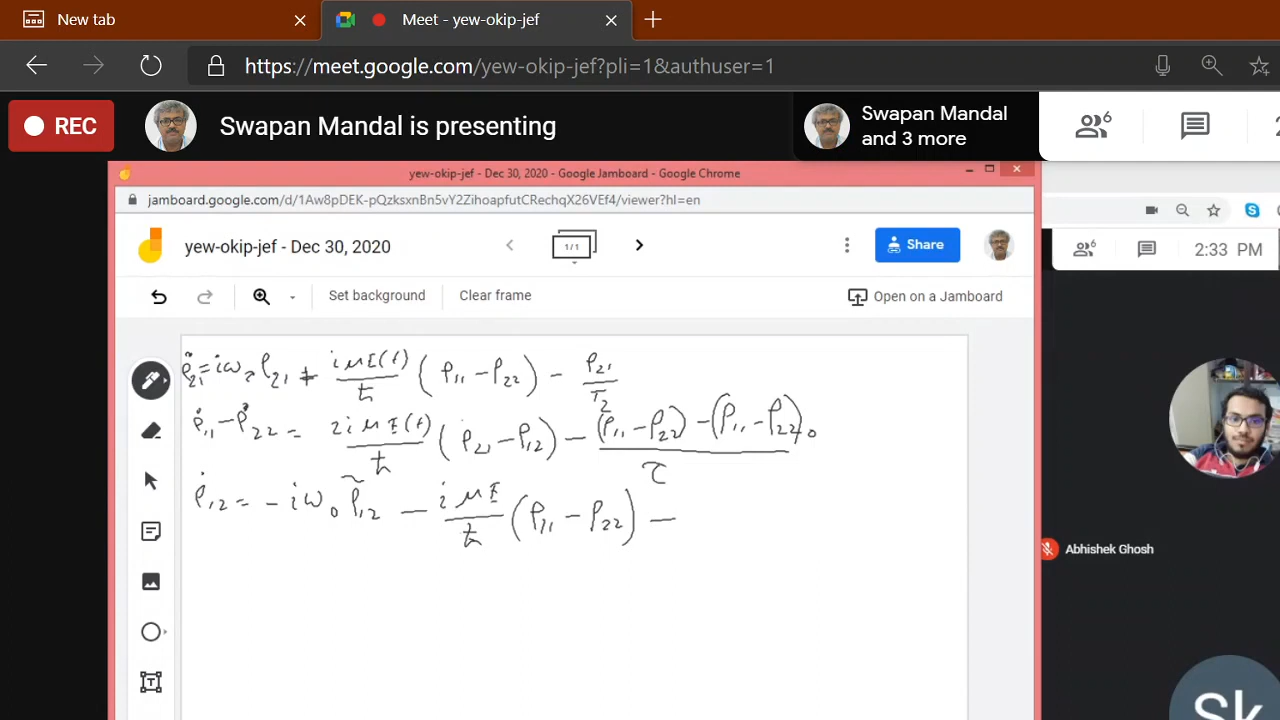 New tab
Meet - yew-okip-jef
https://meet.google.com/yew-okip-jef?pli=1&authuser=1
REC
Swapan Mandal is presenting
Swapan Mandal
and 3 more
6
yew-okip-jef - Dec 30, 2020 - Google Jamboard - Google Chrome
jamboard.google.com/d/1Aw8pDEK-pQzksxnBn5vY2ZihoapfutCRechqX26VEf4/viewer?hl=en
6
2:33 PM
yew-okip-jef - Dec 30, 2020
1/1
Share
Set background
Clear frame
Open on a Jamboard
ρ̇₂₁ = iω₀ρ₂₁ + iμE(t)/ħ (ρ₁₁ - ρ₂₂) - ρ₂₁/T₂
ρ̇₁₁ - ρ̇₂₂ = 2iμE(t)/ħ (ρ₂₁ - ρ₁₂) - (ρ₁₁ - ρ₂₂) - (ρ₁₁ - ρ₂₂)₀/τ
ρ̇₁₂ = - iω₀ρ̃₁₂ - iμE/ħ (ρ₁₁ - ρ₂₂) -
Abhishek Ghosh
Sk